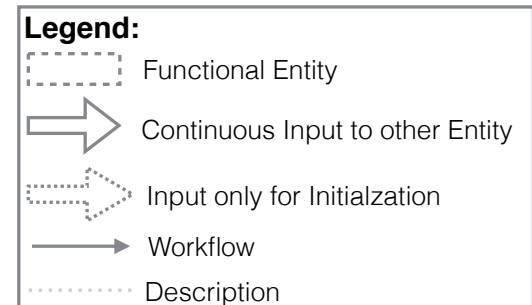 Legend:
Functional Entity
Continuous Input to other Entity
Input only for Initialzation
Workflow
Description